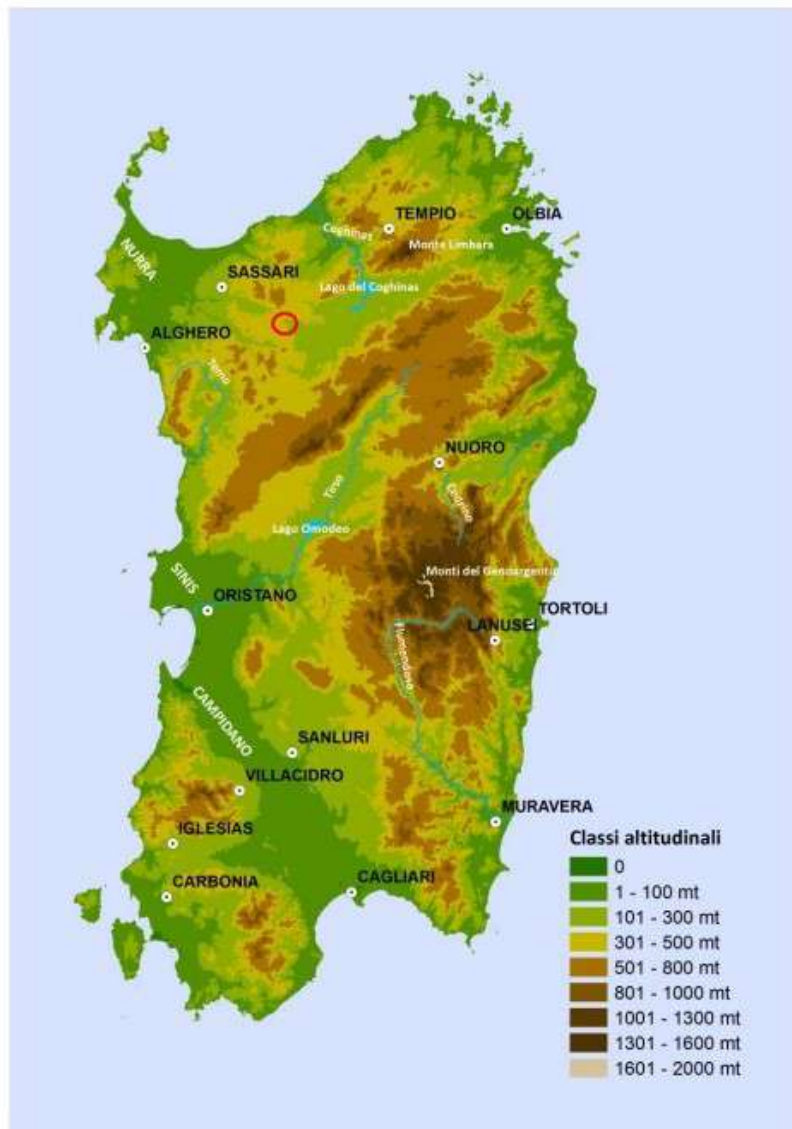 TEMPIO
OLBIA
Coghinas
Monte Limbara
NURRA
SASSARI
Lago del Coghinas
ALGHERO
Temo
NUORO
Tirso
Cedrino
Lago Omodeo
SINIS
Monti del Gennargentu
ORISTANO
TORTOLI
LANUSEI
Flumendosa
CAMPIDANO
SANLURI
VILLACIDRO
MURAVERA
IGLESIAS
Classi altitudinali
CAGLIARI
CARBONIA
0
1 - 100 mt
101 - 300 mt
301 - 500 mt
501 - 800 mt
801 - 1000 mt
1001 - 1300 mt
1301 - 1600 mt
1601 - 2000 mt